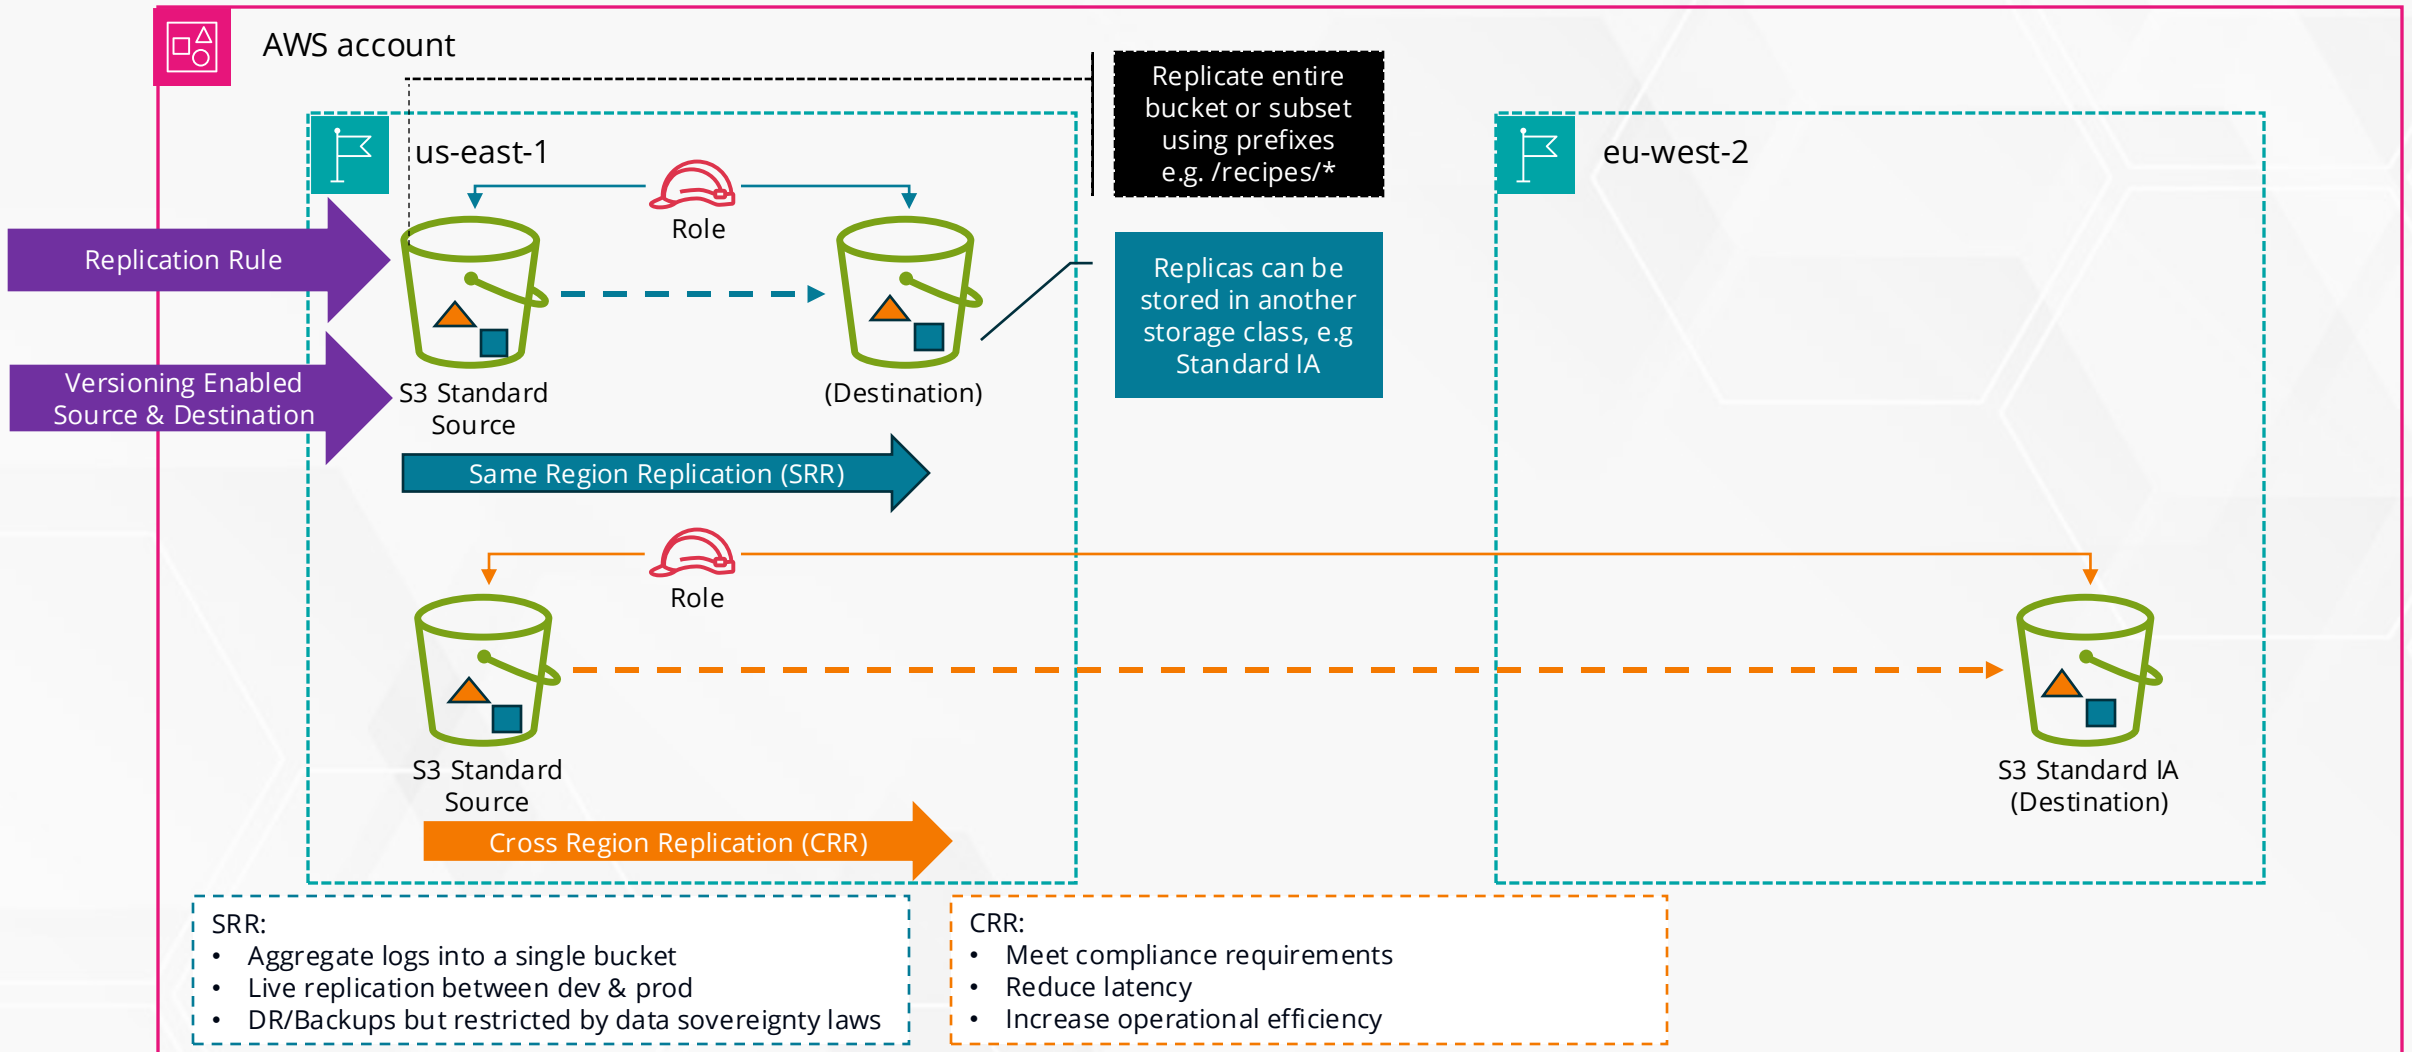 AWS account
Replicate entire
bucket or subset
using prefixes
e.g. /recipes/*
us-east-1
eu-west-2
Role
Replication Rule
Replicas can be
stored in another
storage class, e.g
Standard IA
Versioning Enabled
Source & Destination
S3 Standard
Source
(Destination)
Same Region Replication (SRR)
Role
S3 Standard
Source
S3 Standard IA
(Destination)
Cross Region Replication (CRR)
SRR:
• Aggregate logs into a single bucket
• Live replication between dev & prod
• DR/Backups but restricted by data sovereignty laws
CRR:
• Meet compliance requirements
• Reduce latency
• Increase operational efficiency